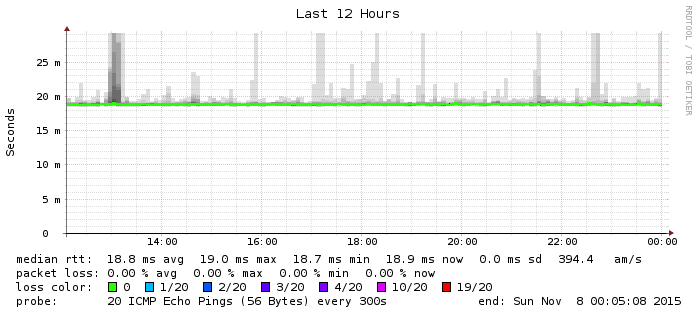 Last 12 Hours
RRDTOOL / TOBI OETIKER
Seconds
25 m
20 m
15 m
10 m
5 m
0
14:00 16:00 18:00 20:00 22:00 00:00
median rtt: 18.8 ms avg 19.0 ms max 18.7 ms min 18.9 ms now 0.0 ms sd 394.4 am/s
packet loss: 0.00 % avg 0.00 % max 0.00 % min 0.00 % now
loss color: 0 1/20 2/20 3/20 4/20 10/20 19/20
probe: 20 ICMP Echo Pings (56 Bytes) every 300s end: Sun Nov 8 00:05:08 2015